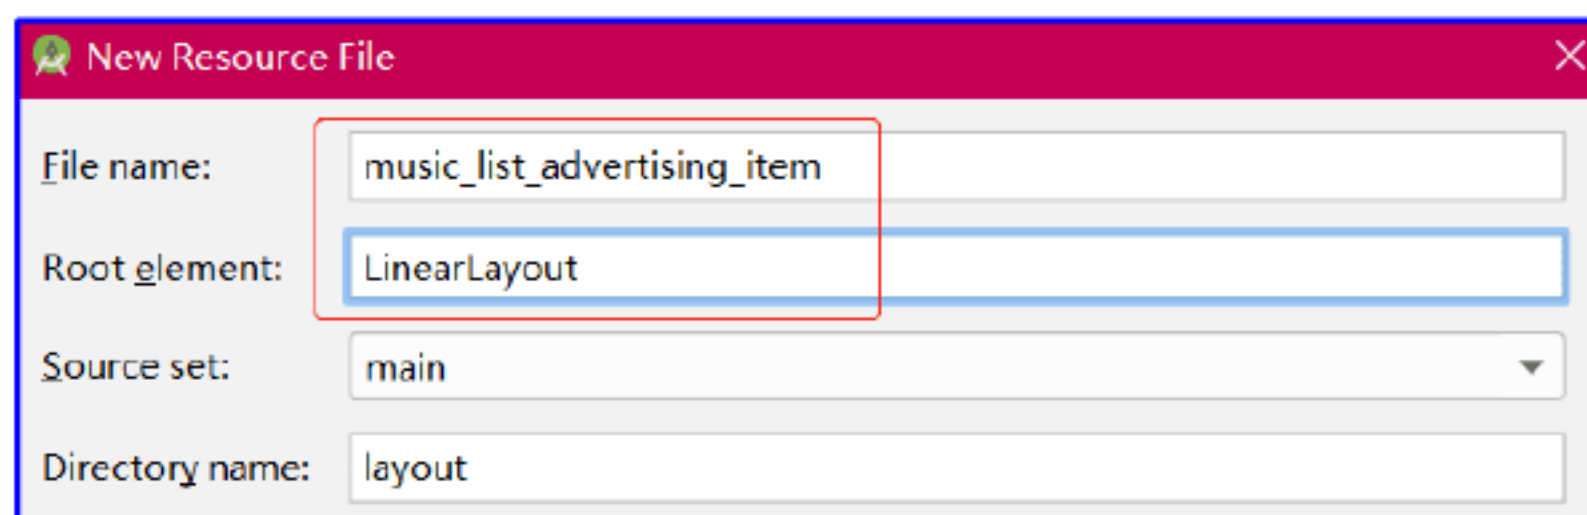 New Resource File
File name: music_list_advertising_item
Root element: LinearLayout
Source set: main
Directory name: layout